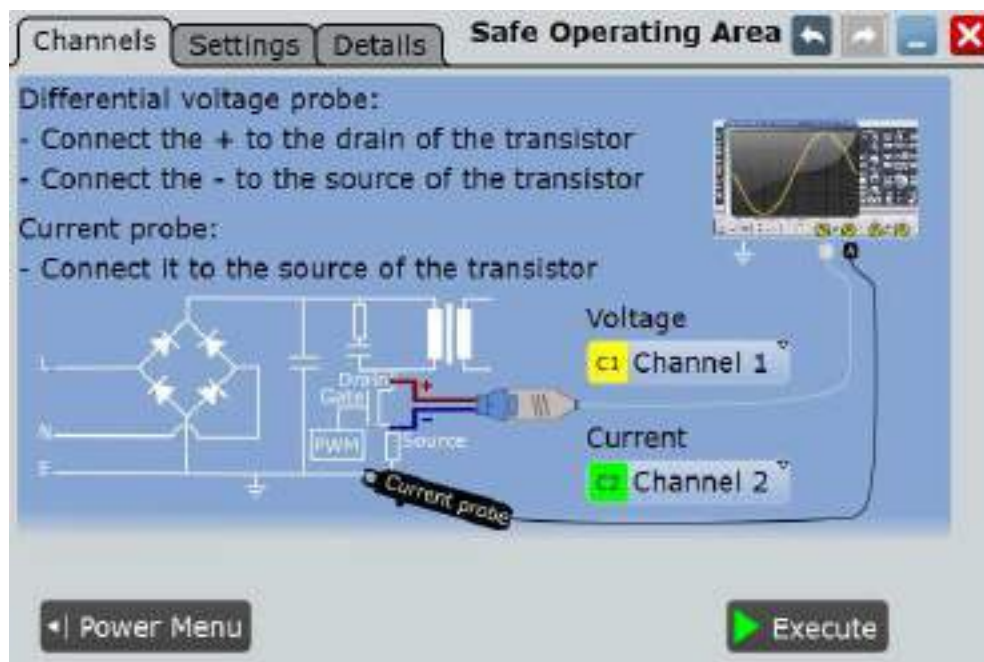 Channels Settings Details Safe Operating Area
Differential voltage probe:
- Connect the + to the drain of the transistor
- Connect the - to the source of the transistor
Current probe:
- Connect it to the source of the transistor
Voltage
C1 Channel 1
Current
C2 Channel 2
L
N
E
Drain +
Gate
-
PWM
Source
Current probe
Power Menu
Execute